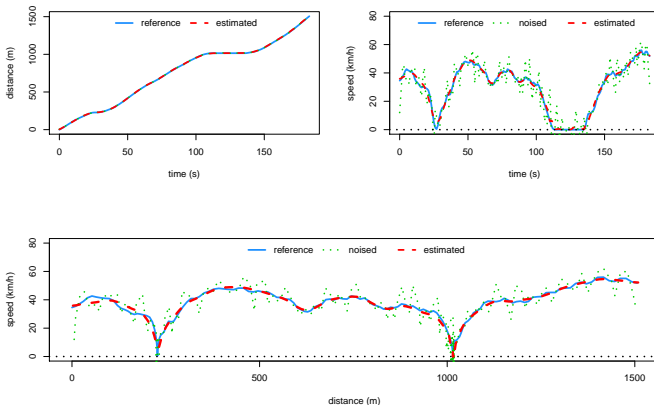 reference estimated
distance (m)
0 500 1000 1500
0 50 100 150
time (s)
reference noised estimated
speed (km/h)
0 20 40 60 80
0 50 100 150
time (s)
reference noised estimated
speed (km/h)
0 20 40 60 80
0 500 1000 1500
distance (m)